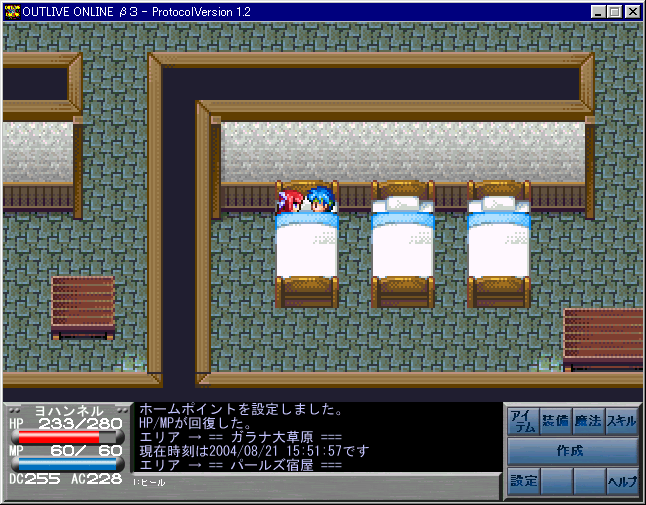 OUTLIVE ONLINE β3 - ProtocolVersion 1.2
ヨハンネル
HP 233/280
MP 60/ 60
DC255 AC228
ホームポイントを設定しました。
HP/MPが回復した。
エリア → == ガラナ大草原 ===
現在時刻は2004/08/21 15:51:57です
エリア → == パールズ宿屋 ===
1:ヒール
アイテム 装備 魔法 スキル
作成
設定 ヘルプ